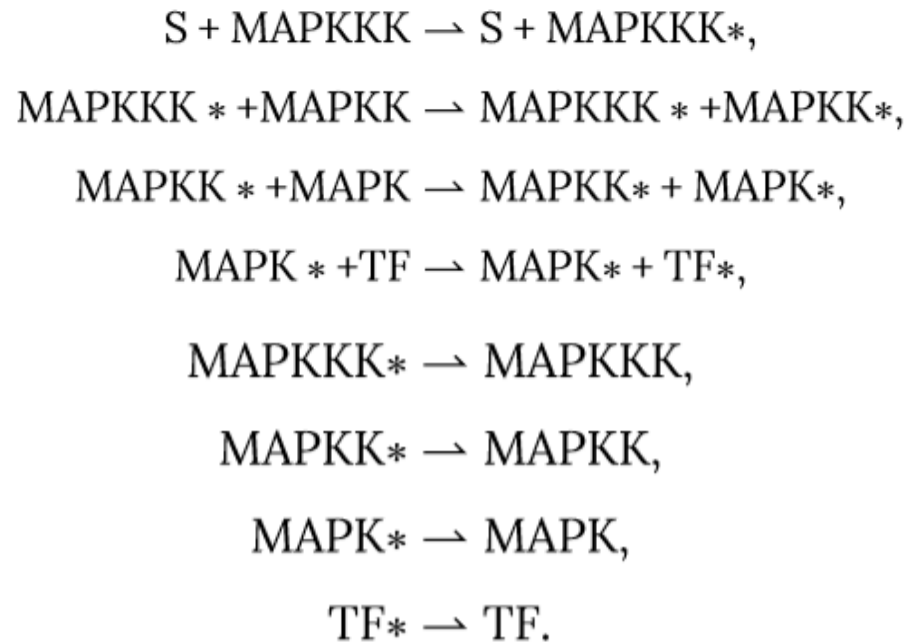 S + MAPKKK ⇀ S + MAPKKK*,
MAPKKK * +MAPKK ⇀ MAPKKK * +MAPKK*,
MAPKK * +MAPK ⇀ MAPKK* + MAPK*,
MAPK * +TF ⇀ MAPK* + TF*,
MAPKKK* ⇀ MAPKKK,
MAPKK* ⇀ MAPKK,
MAPK* ⇀ MAPK,
TF* ⇀ TF.